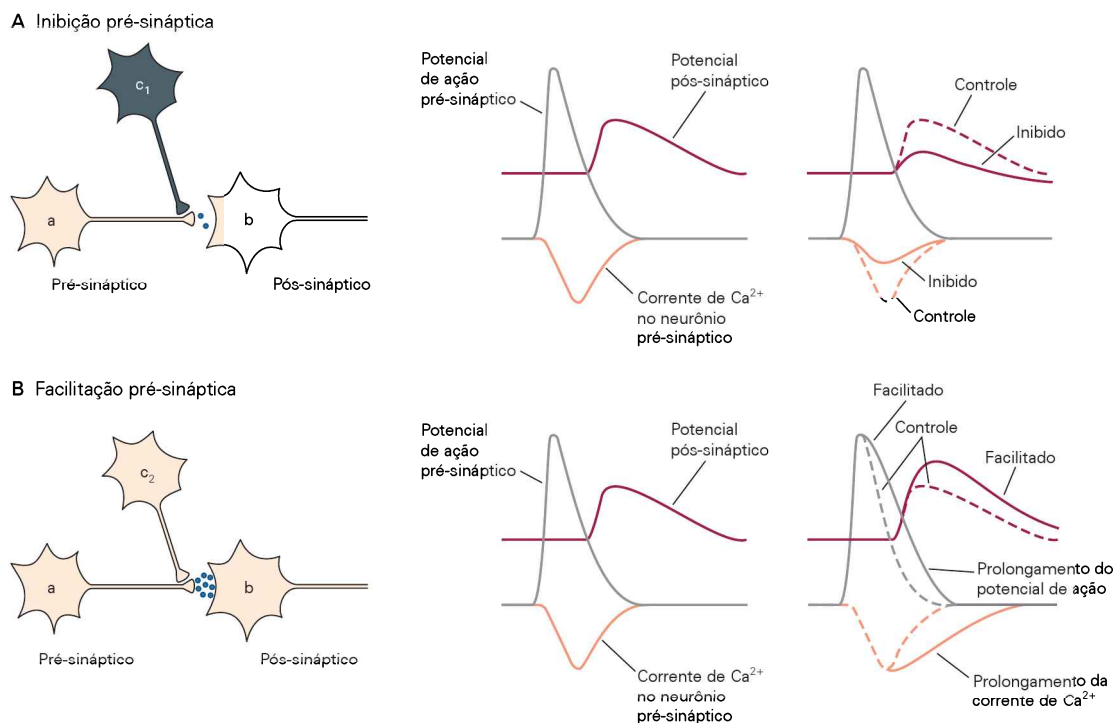 A Inibição pré-sináptica
c1
a
b
Pré-sináptico
Pós-sináptico
Potencial
de ação
pré-sináptico
Potencial
pós-sináptico
Corrente de Ca2+
no neurônio
pré-sináptico
Controle
Inibido
Inibido
Controle
B Facilitação pré-sináptica
c2
a
b
Pré-sináptico
Pós-sináptico
Potencial
de ação
pré-sináptico
Potencial
pós-sináptico
Corrente de Ca2+
no neurônio
pré-sináptico
Facilitado
Controle
Facilitado
Prolongamento do
potencial de ação
Prolongamento da
corrente de Ca2+